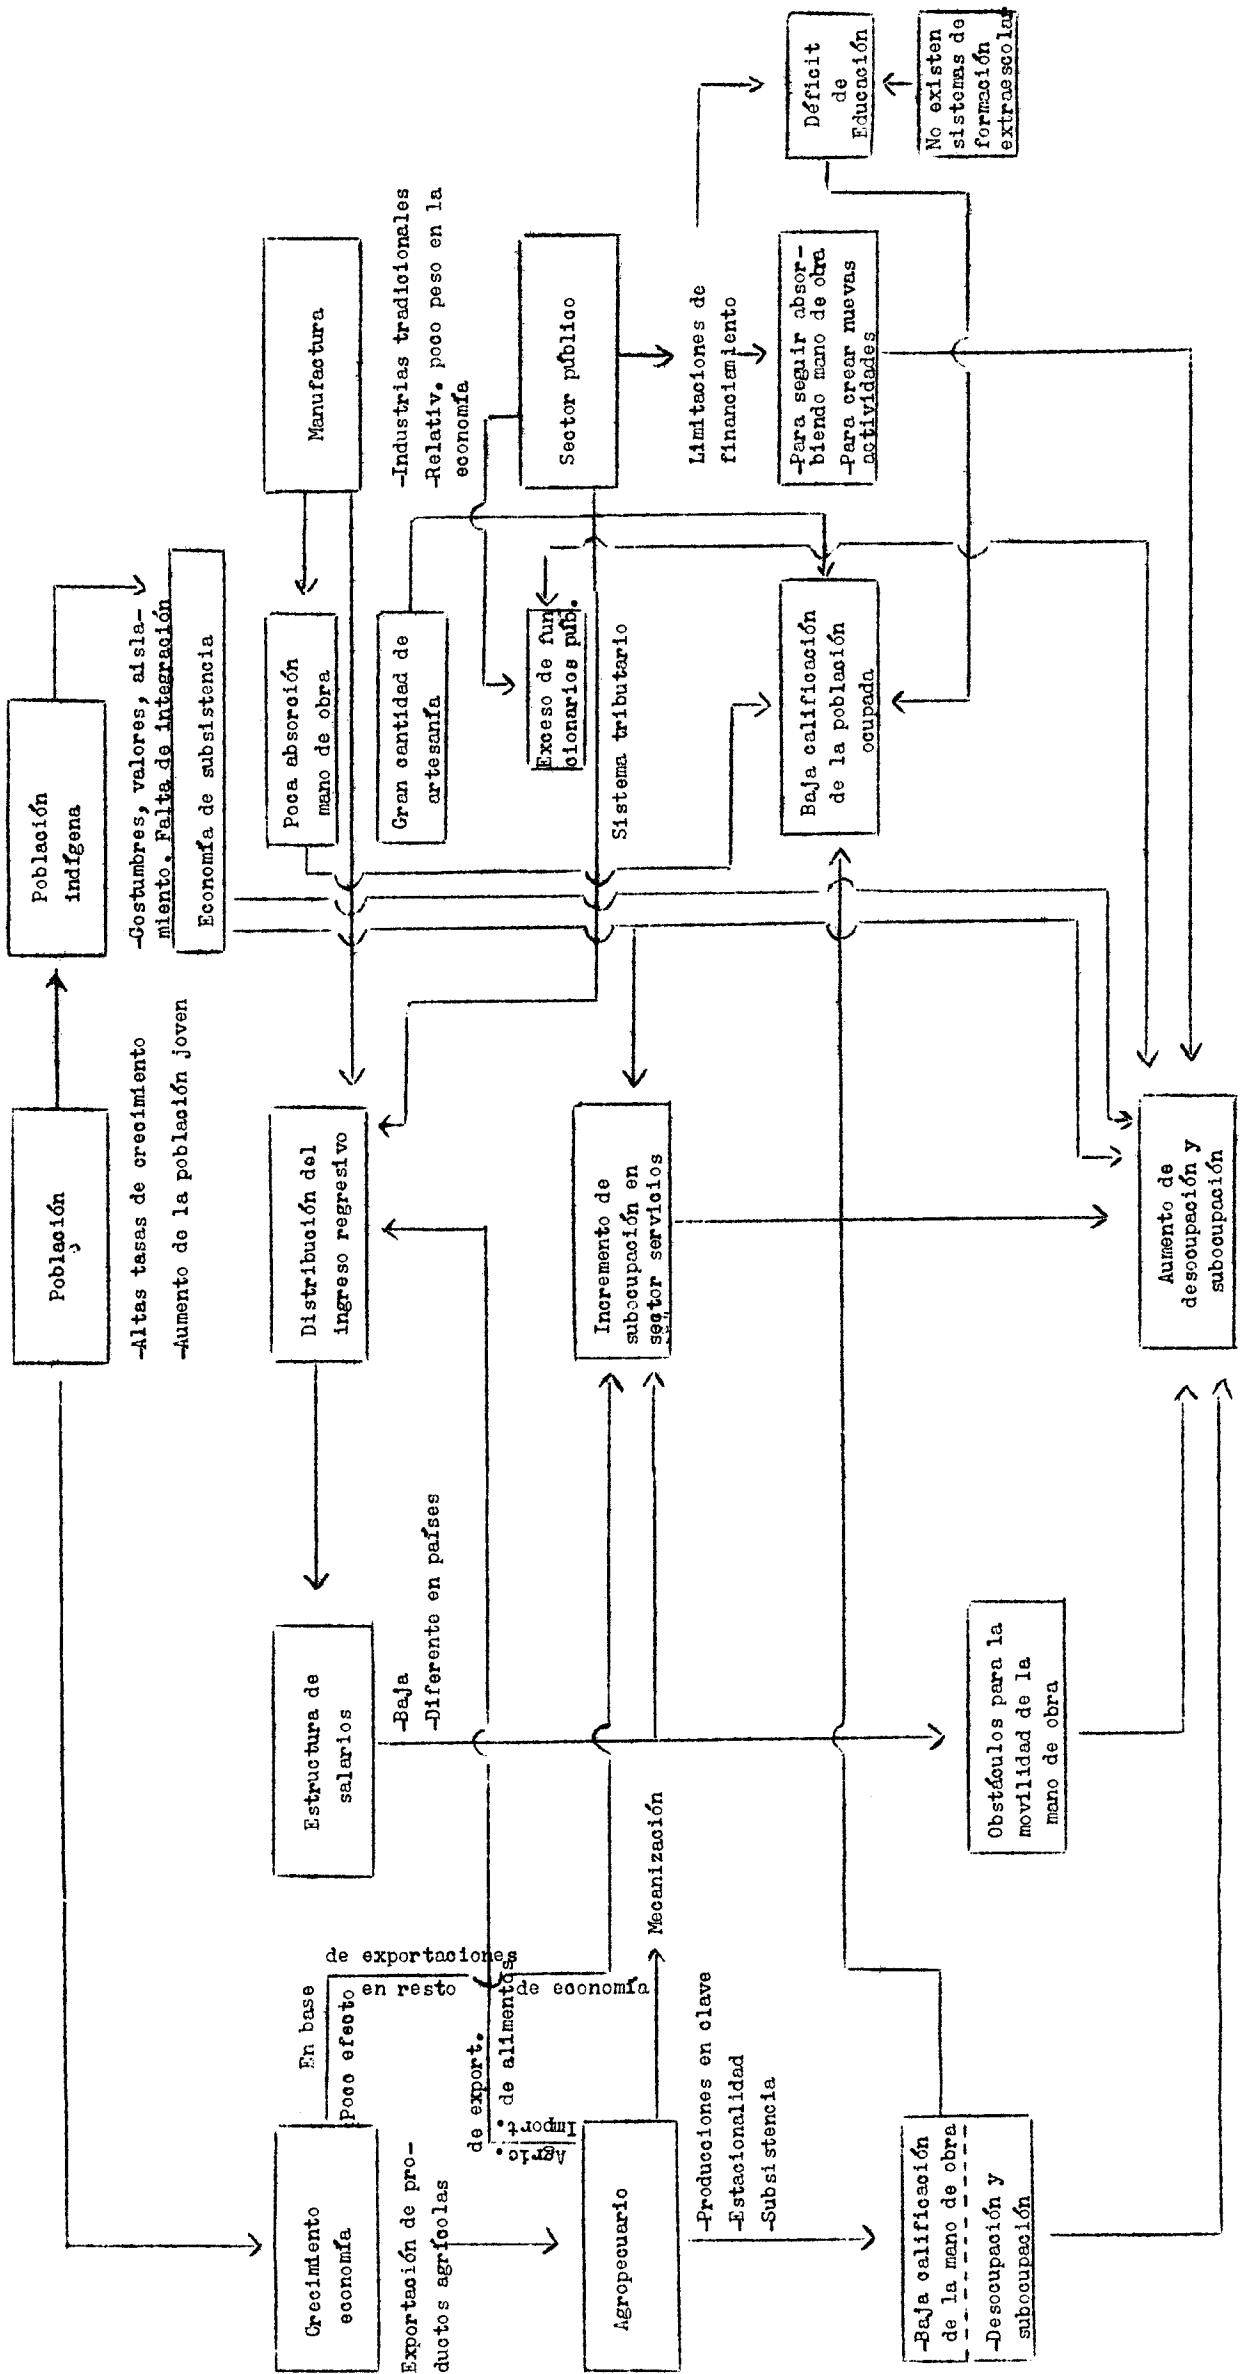 Población
-Altas tasas de crecimiento
-Aumento de la población joven
Población
indígena
-Costumbres, valores, aisla-
miento. Falta de integración
Economía de subsistencia
Crecimiento
economía
En base
de exportaciones
Poco efecto
en resto
de economía
Exportación de pro-
ductos agrícolas
Estructura de
salarios
-Baja
-Diferente en países
Distribución del
ingreso regresivo
Poca absorción
mano de obra
Manufactura
-Industrias tradicionales
-Relativ. poco peso en la
economía
Gran cantidad de
artesanía
Agric.
de export.
Import.
de alimentos
Agropecuario
Mecanización
-Producciones en clave
-Estacionalidad
-Subsistencia
Incremento de
subocupación en
sector servicios
Exceso de fun
cionarios púb.
Sistema tributario
Sector público
Limitaciones de
financiamiento
-Para seguir absor-
biendo mano de obra
-Para crear nuevas
actividades
Déficit
de
Educación
No existen
sistemas de
formación
extraescolar
Baja calificación
de la población
ocupada
-Baja calificación
de la mano de obra
-Desocupación y
subocupación
Obstáculos para la
movilidad de la
mano de obra
Aumento de
desocupación y
subocupación